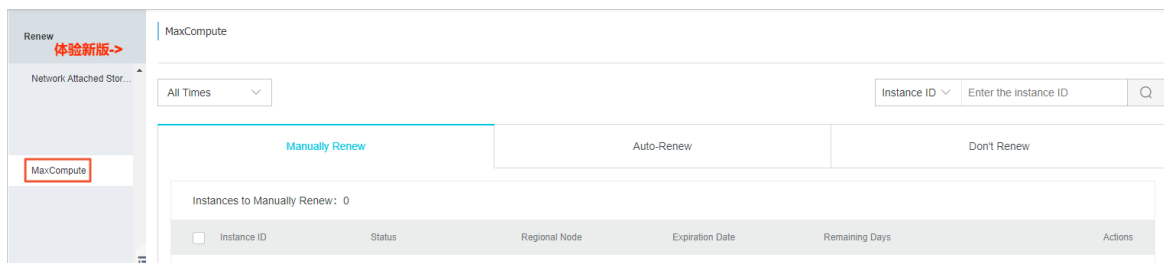 Renew
体验新版->
Network Attached Stor...
MaxCompute
MaxCompute
All Times
Instance ID
Enter the instance ID
Manually Renew
Auto-Renew
Don't Renew
Instances to Manually Renew: 0
Instance ID Status Regional Node Expiration Date Remaining Days Actions